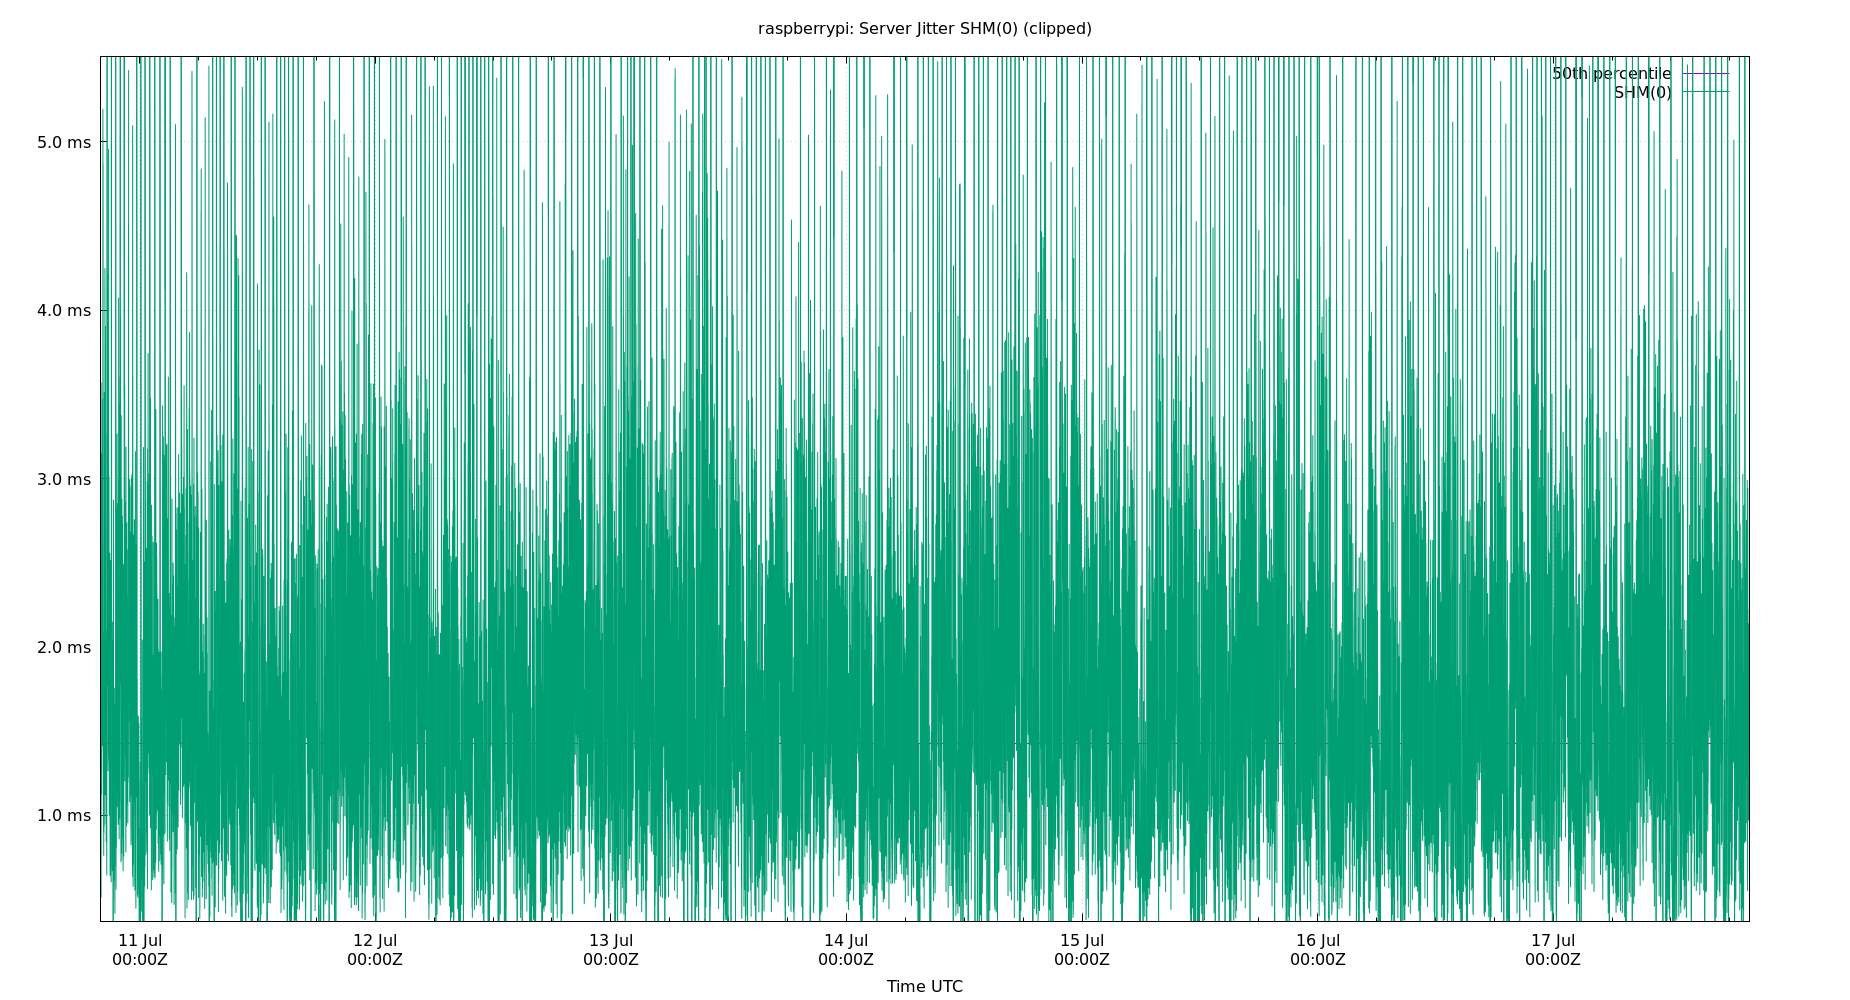 raspberrypi: Server Jitter SHM(0) (clipped)
50th percentile
SHM(0)
5.0 ms
4.0 ms
3.0 ms
2.0 ms
1.0 ms
11 Jul 12 Jul 13 Jul 14 Jul 15 Jul 16 Jul 17 Jul
00:00Z 00:00Z 00:00Z 00:00Z 00:00Z 00:00Z 00:00Z
Time UTC